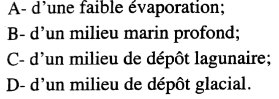 A- d'une faible évaporation;
B- d'un milieu marin profond;
C- d'un milieu de dépôt lagunaire;
D- d'un milieu de dépôt glacial.